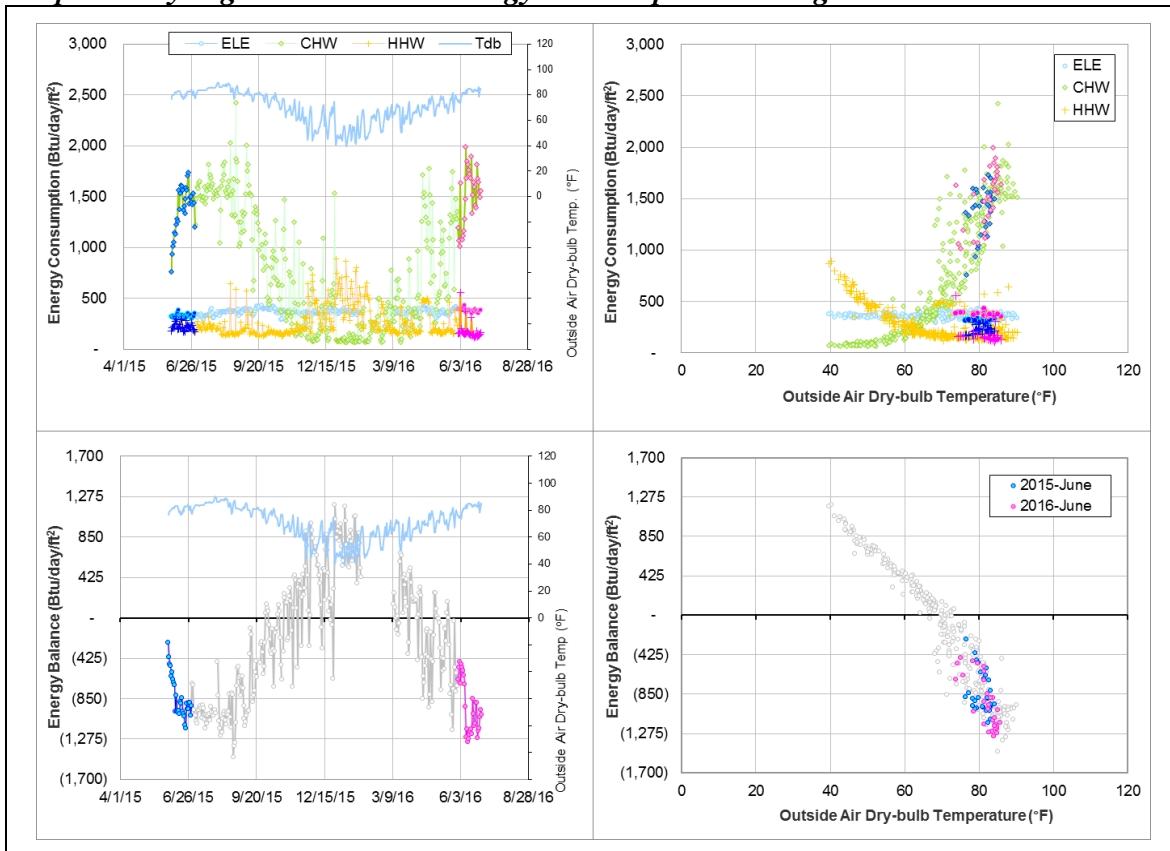 ELE CHW HHW Tdb
3,000
2,500
2,000
1,500
1,000
500
-
120
100
80
60
40
20
0
Energy Consumption (Btu/day/ft²)
Outside Air Dry-bulb Temp. (°F)
4/1/15 6/26/15 9/20/15 12/15/15 3/9/16 6/3/16 8/28/16
ELE
CHW
HHW
3,000
2,500
2,000
1,500
1,000
500
-
Energy Consumption (Btu/day/ft²)
0 20 40 60 80 100 120
Outside Air Dry-bulb Temperature (°F)
1,700
1,275
850
425
-
(425)
(850)
(1,275)
(1,700)
120
100
80
60
40
20
0
Energy Balance (Btu/day/ft²)
Outside Air Dry-bulb Temp (°F)
4/1/15 6/26/15 9/20/15 12/15/15 3/9/16 6/3/16 8/28/16
2015-June
2016-June
1,700
1,275
850
425
-
(425)
(850)
(1,275)
(1,700)
Energy Balance (Btu/day/ft²)
0 20 40 60 80 100 120
Outside Air Dry-bulb Temperature (°F)